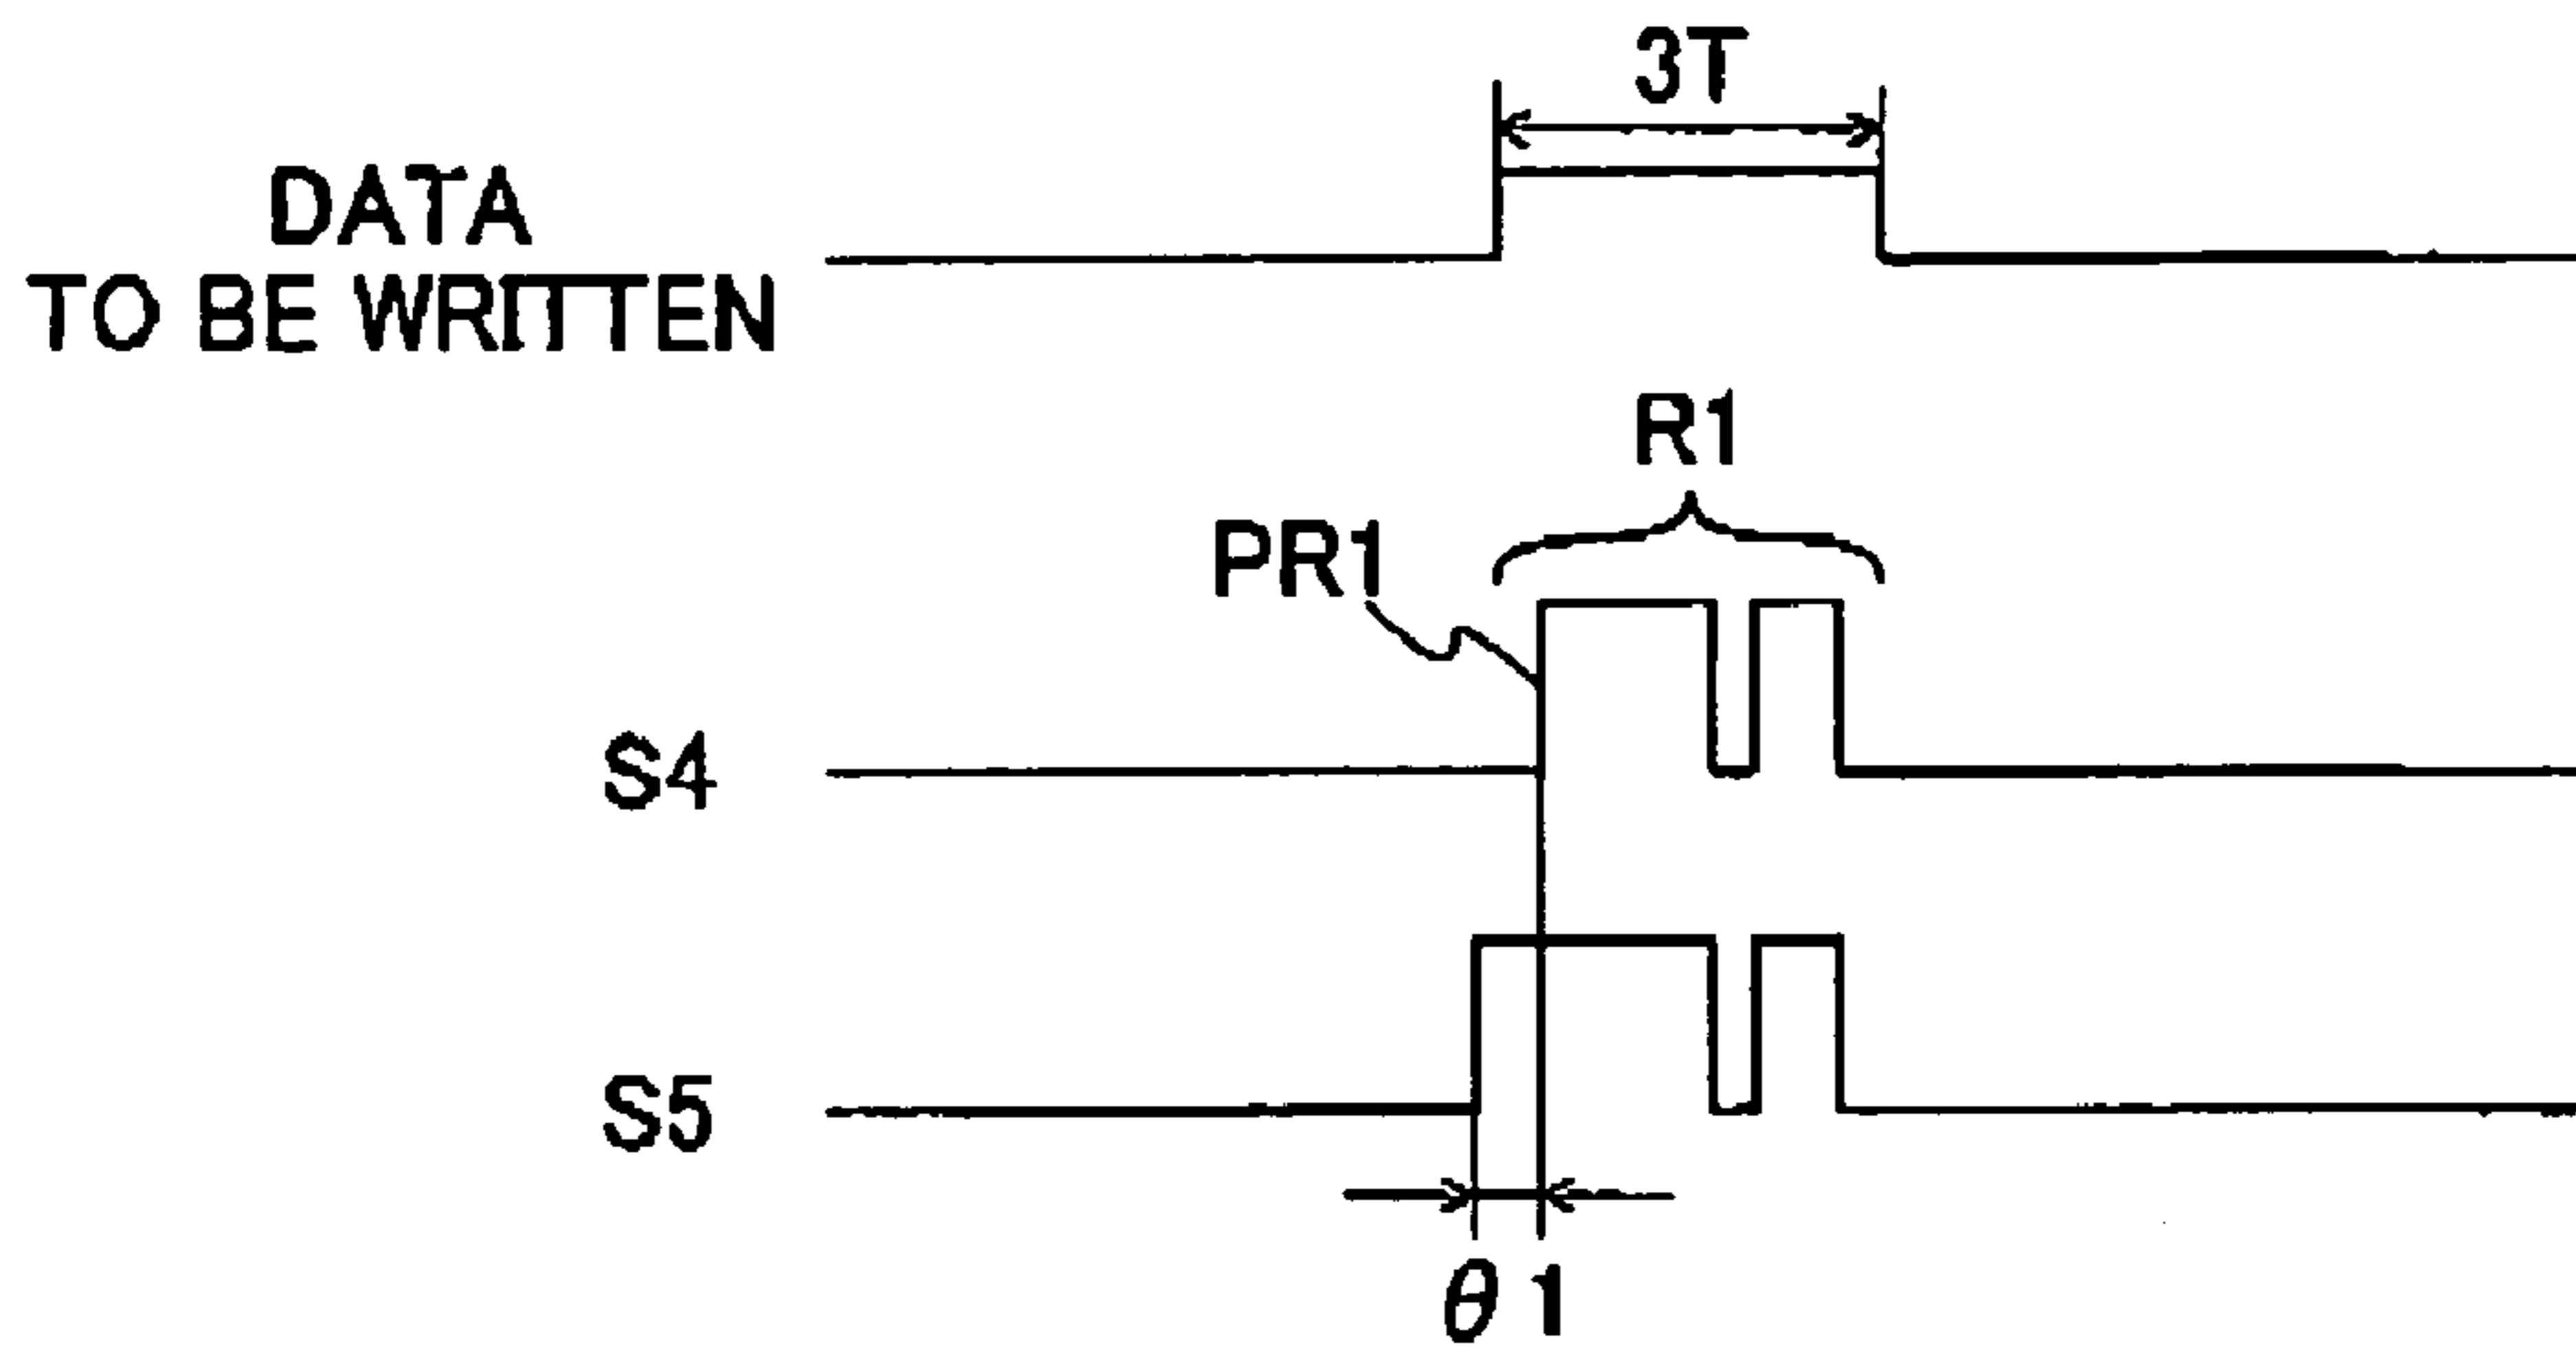 3T
DATA
TO BE WRITTEN
R1
PR1
S4
S5
θ1